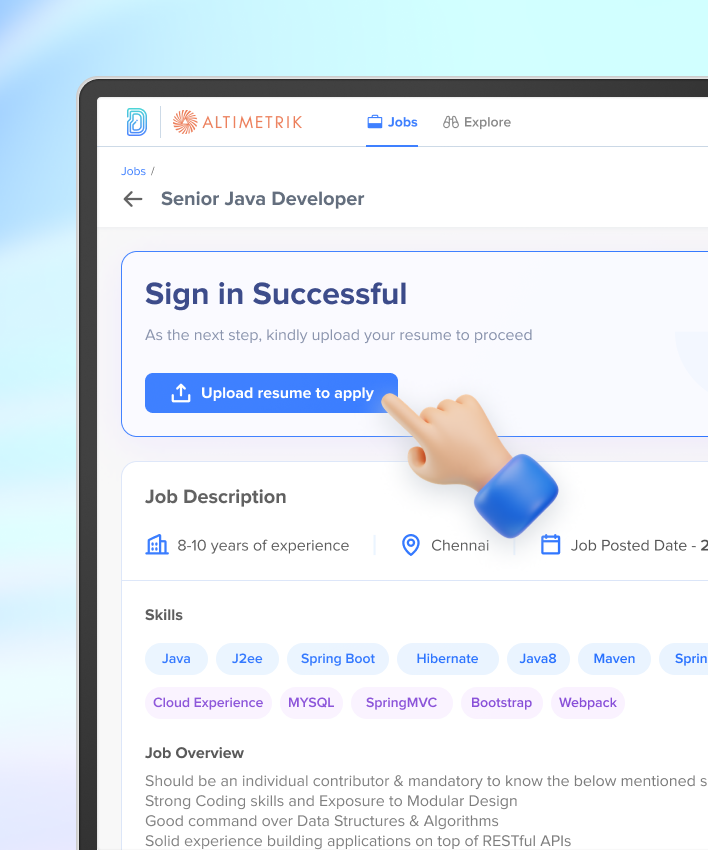 ALTIMETRIK Jobs Explore
Jobs /
Senior Java Developer
Sign in Successful
As the next step, kindly upload your resume to proceed
Upload resume to apply
Job Description
8-10 years of experience Chennai Job Posted Date - 2
Skills
Java J2ee Spring Boot Hibernate Java8 Maven Sprin
Cloud Experience MYSQL SpringMVC Bootstrap Webpack
Job Overview
Should be an individual contributor & mandatory to know the below mentioned s
Strong Coding skills and Exposure to Modular Design
Good command over Data Structures & Algorithms
Solid experience building applications on top of RESTful APIs